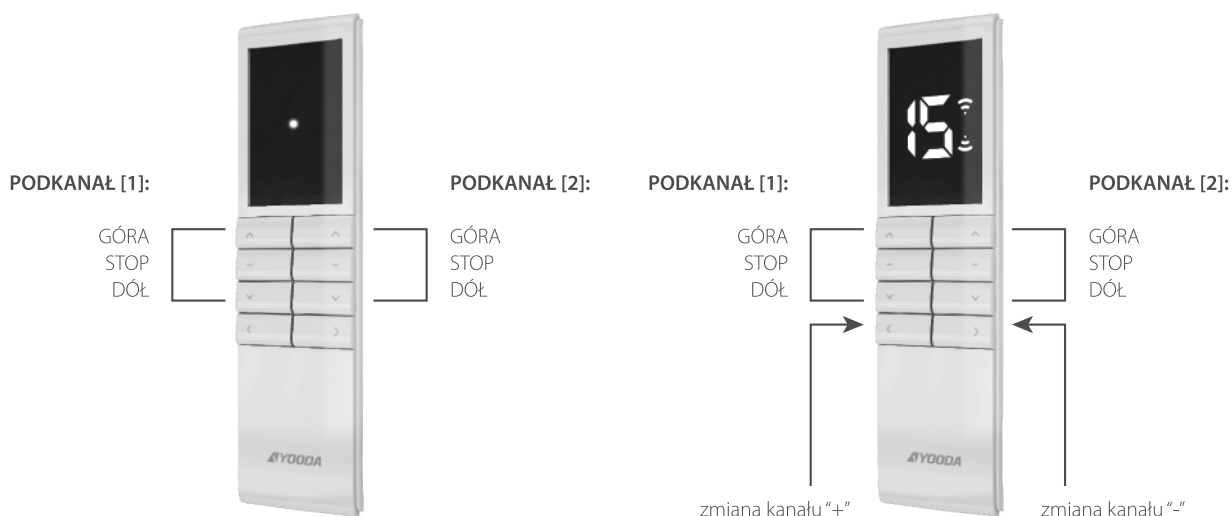 PODKANAŁ [1]:
GÓRA
STOP
DÓŁ
PODKANAŁ [2]:
GÓRA
STOP
DÓŁ
YOODA
15
PODKANAŁ [1]:
GÓRA
STOP
DÓŁ
PODKANAŁ [2]:
GÓRA
STOP
DÓŁ
YOODA
zmiana kanału “+”
zmiana kanału “-”